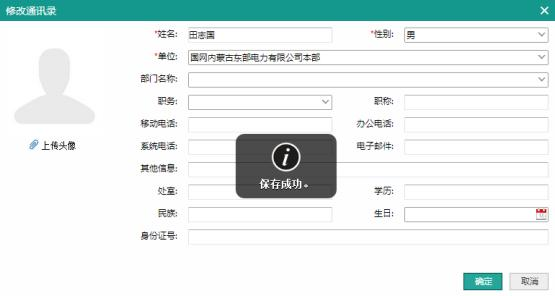 修改通讯录
*姓名: 田志国 *性别: 男
*单位: 国网内蒙古东部电力有限公司本部
部门名称:
职务: 职称:
移动电话: 办公电话:
上传头像
系统电话: 电子邮件:
其他信息:
保存成功。
处室: 学历:
民族: 生日:
身份证号:
确定 取消